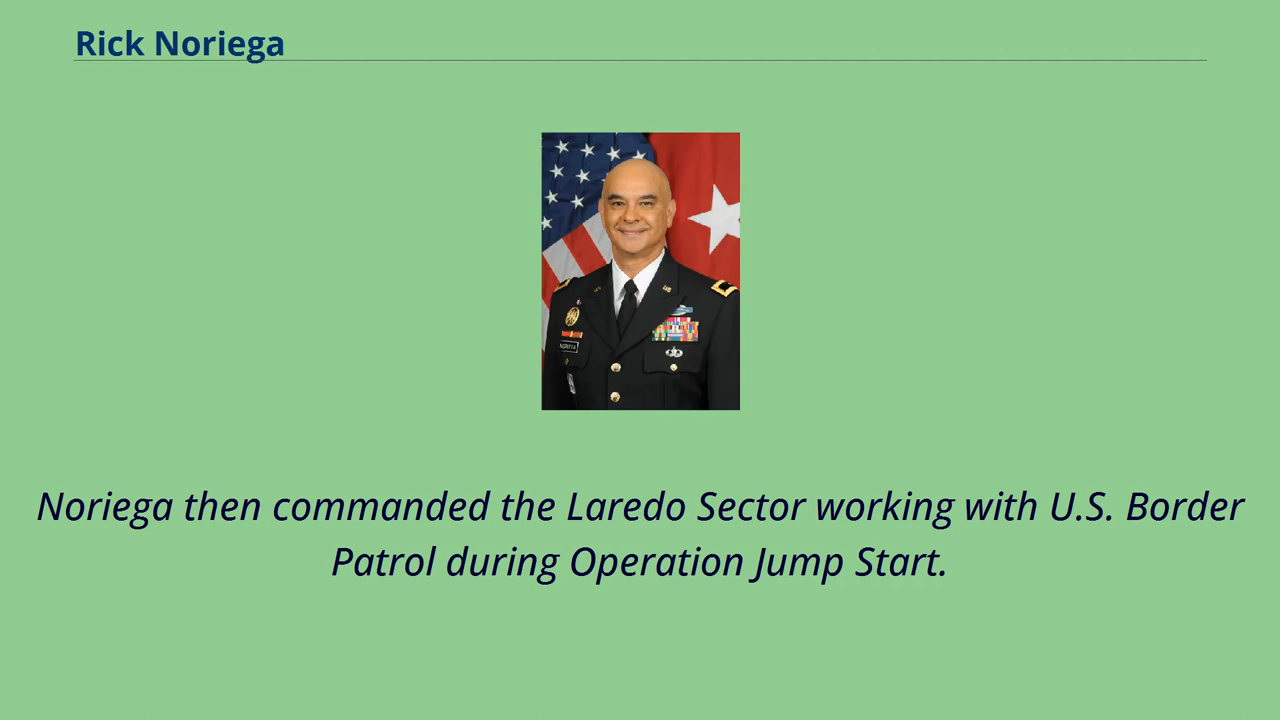 Rick Noriega
Noriega then commanded the Laredo Sector working with U.S. Border
Patrol during Operation Jump Start.